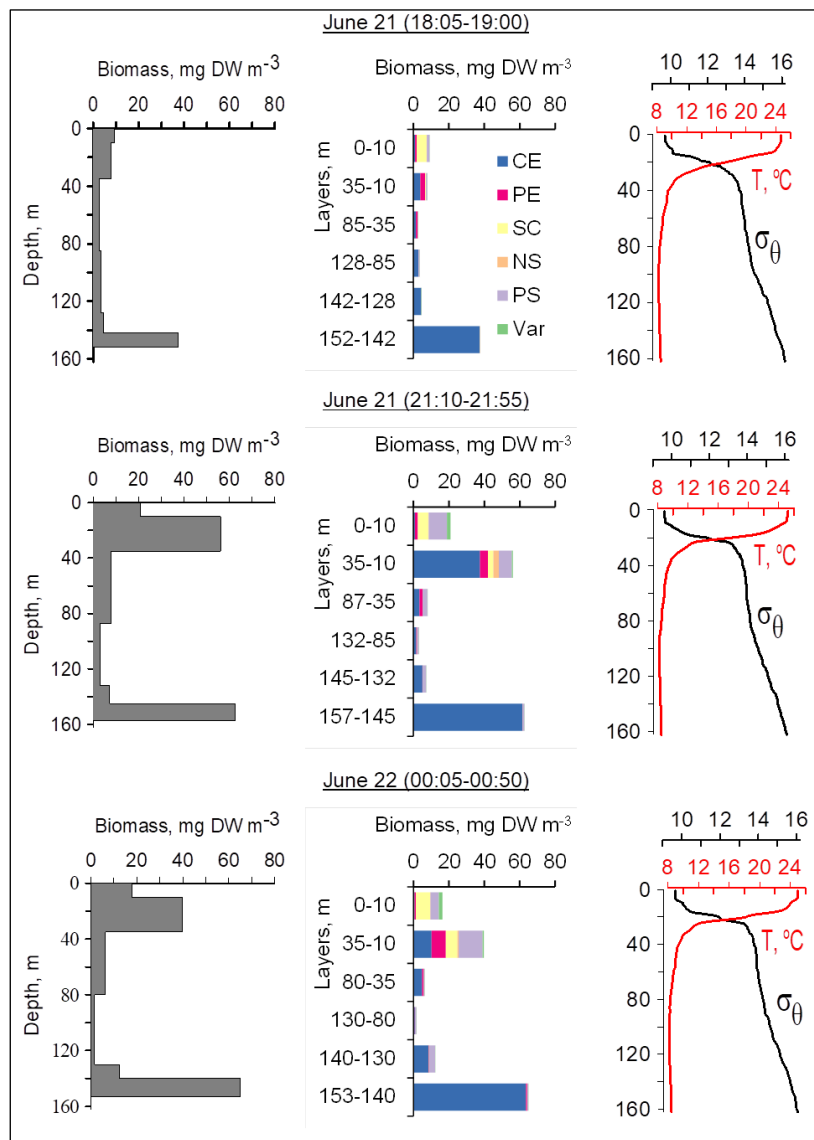 June 21 (18:05-19:00)
Biomass, mg DW m-3
0 20 40 60 80
Depth, m
0
40
80
120
160
Biomass, mg DW m-3
0 20 40 60 80
Layers, m
0-10
35-10
85-35
128-85
142-128
152-142
CE
PE
SC
NS
PS
Var
10 12 14 16
8 12 16 20 24
T, ºC
σθ
0
40
80
120
160
June 21 (21:10-21:55)
Biomass, mg DW m-3
0 20 40 60 80
Depth, m
0
40
80
120
160
Biomass, mg DW m-3
0 20 40 60 80
Layers, m
0-10
35-10
87-35
132-85
145-132
157-145
10 12 14 16
8 12 16 20 24
T, ºC
σθ
0
40
80
120
160
June 22 (00:05-00:50)
Biomass, mg DW m-3
0 20 40 60 80
Depth, m
0
40
80
120
160
Biomass, mg DW m-3
0 20 40 60 80
Layers, m
0-10
35-10
80-35
130-80
140-130
153-140
10 12 14 16
8 12 16 20 24
T, ºC
σθ
0
40
80
120
160